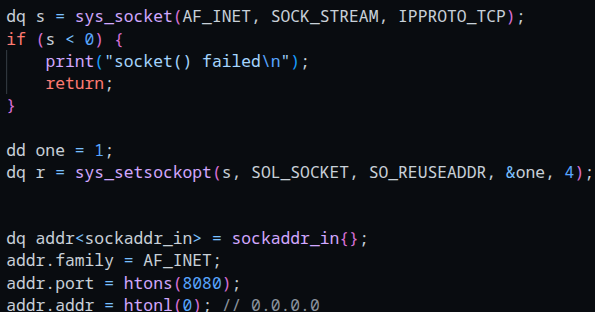 dq s = sys_socket(AF_INET, SOCK_STREAM, IPPROTO_TCP);
if (s < 0) {
    print("socket() failed\n");
    return;
}

dd one = 1;
dq r = sys_setsockopt(s, SOL_SOCKET, SO_REUSEADDR, &one, 4);


dq addr<sockaddr_in> = sockaddr_in{};
addr.family = AF_INET;
addr.port = htons(8080);
addr.addr = htonl(0); // 0.0.0.0